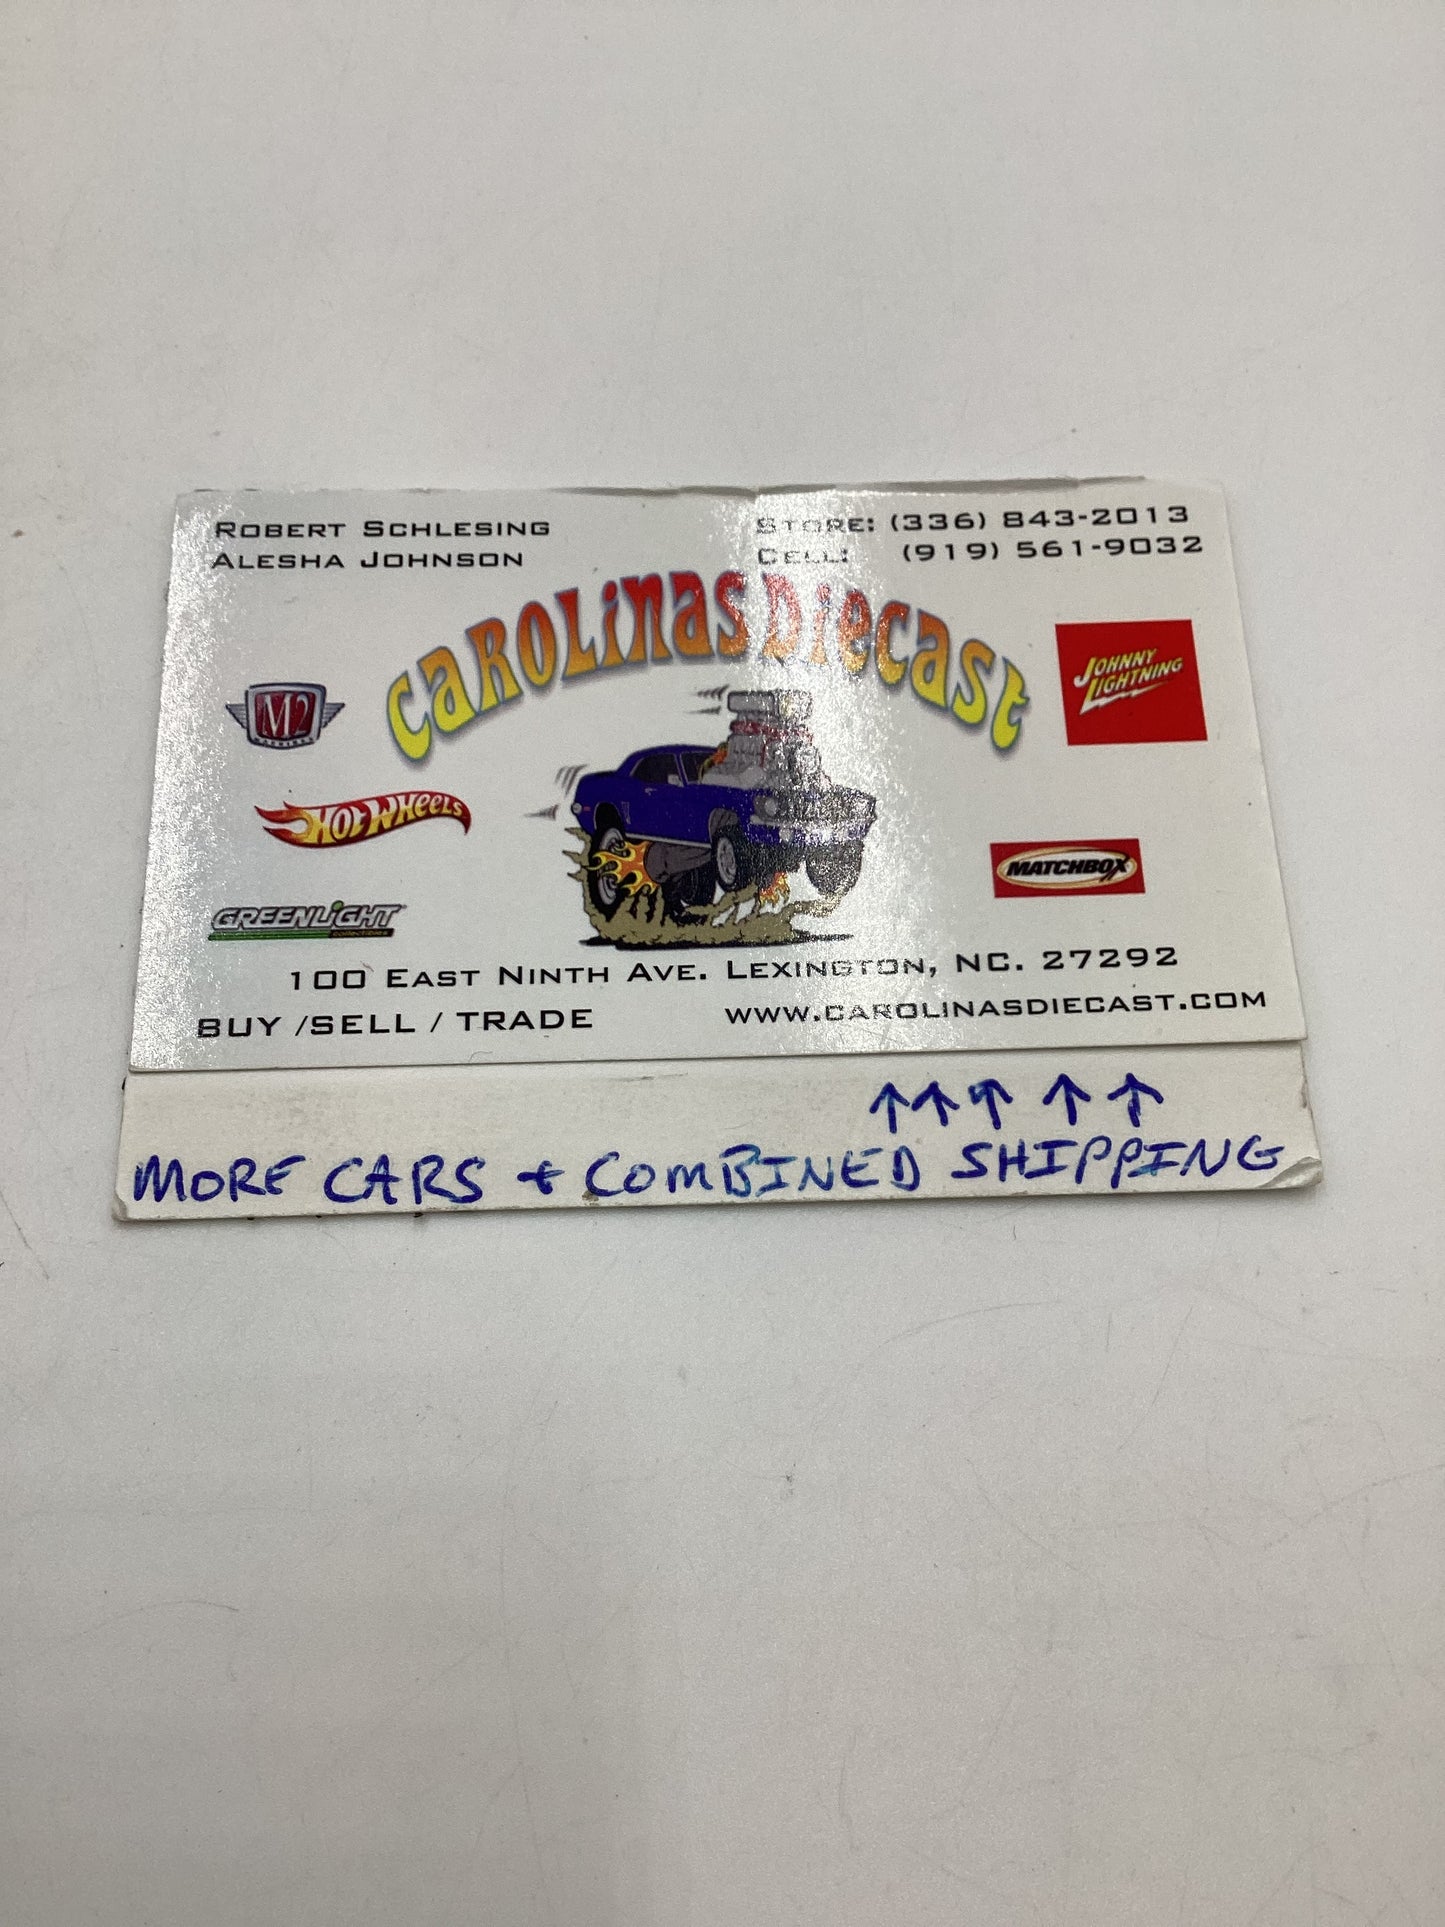 ROBERT SCHLESING
ALESHA JOHNSON
STORE: (336) 843-2013
CELL: (919) 561-9032
CAROLINAS DIECAST
M2
MACHINES
JOHNNY
LIGHTNING
HOT WHEELS
MATCHBOX
GREENLIGHT
collectibles
100 EAST NINTH AVE. LEXINGTON, NC. 27292
BUY /SELL / TRADE
WWW.CAROLINASDIECAST.COM
↑ ↑ ↑ ↑ ↑
MORE CARS + COMBINED SHIPPING